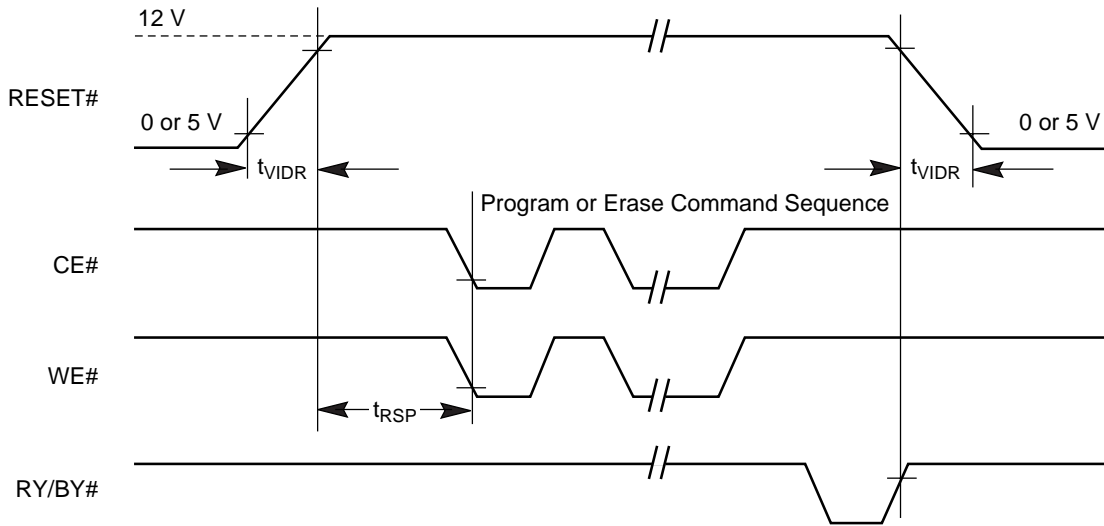 12 V
RESET#
0 or 5 V
0 or 5 V
tVIDR
tVIDR
Program or Erase Command Sequence
CE#
WE#
tRSP
RY/BY#